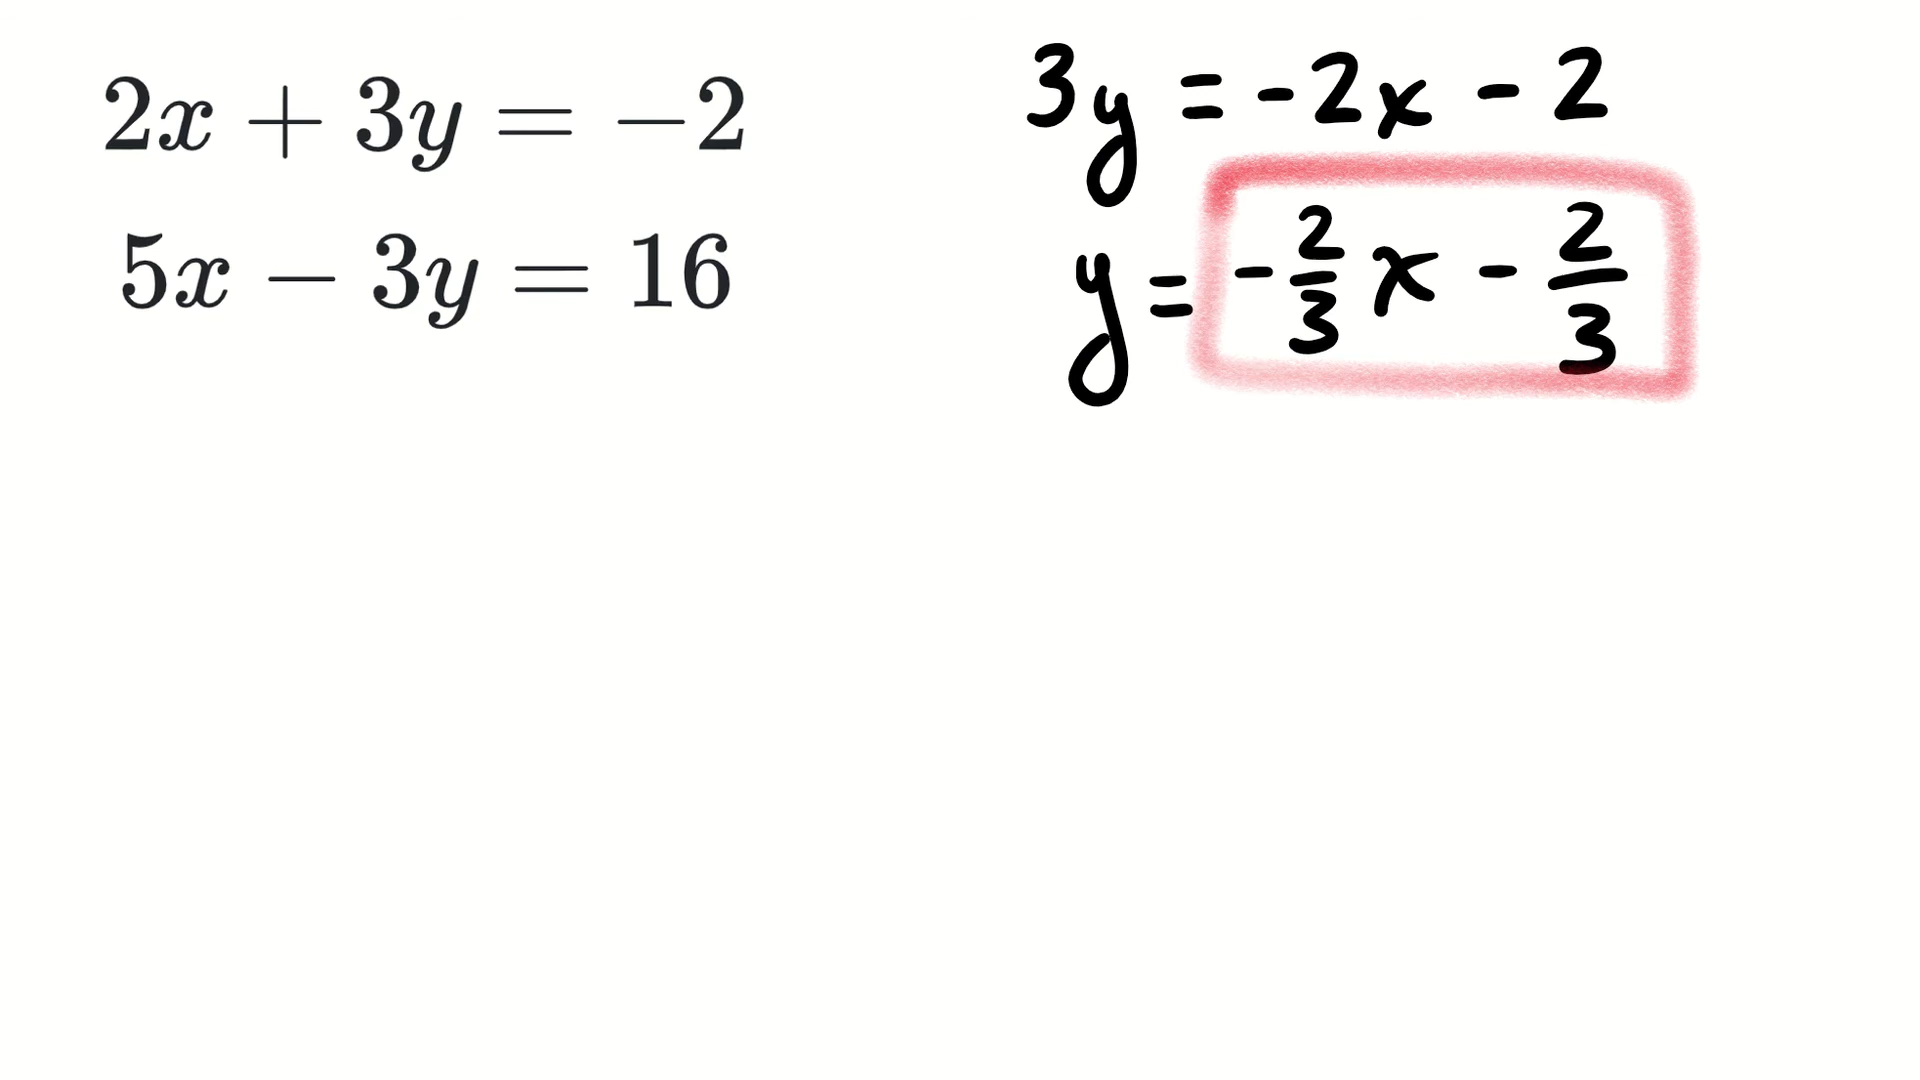 2x + 3y = −2
5x − 3y = 16
3y = -2x - 2
y = -2/3 x - 2/3